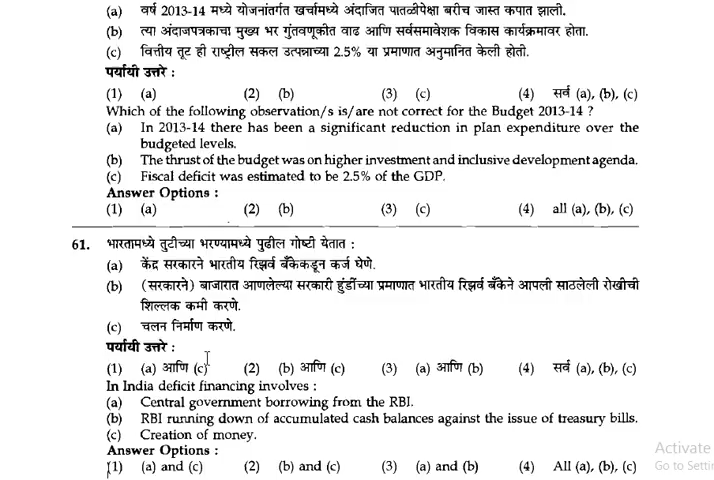 (a) वर्ष 2013-14 मध्ये योजनांतर्गत खर्चामध्ये अंदाजित पातळीपेक्षा बरीच जास्त कपात झाली.
(b) त्या अंदाजपत्रकाचा मुख्य भर गुंतवणूकीत वाढ आणि सर्वसमावेशक विकास कार्यक्रमावर होता.
(c) वित्तीय तूट ही राष्ट्रील सकल उत्पन्नाच्या 2.5% या प्रमाणात अनुमानित केली होती.
पर्यायी उत्तरे :
(1) (a) (2) (b) (3) (c) (4) सर्व (a), (b), (c)
Which of the following observation/s is/are not correct for the Budget 2013-14 ?
(a) In 2013-14 there has been a significant reduction in plan expenditure over the
budgeted levels.
(b) The thrust of the budget was on higher investment and inclusive development agenda.
(c) Fiscal deficit was estimated to be 2.5% of the GDP.
Answer Options :
(1) (a) (2) (b) (3) (c) (4) all (a), (b), (c)
61. भारतामध्ये तुटीच्या भरण्यामध्ये पुढील गोष्टी येतात :
(a) केंद्र सरकारने भारतीय रिझर्व बँकेकडून कर्ज घेणे.
(b) (सरकारने) बाजारात आणलेल्या सरकारी हुंडींच्या प्रमाणात भारतीय रिझर्व बँकेने आपली साठलेली रोखीची
शिल्लक कमी करणे.
(c) चलन निर्माण करणे.
पर्यायी उत्तरे :
(1) (a) आणि (c) (2) (b) आणि (c) (3) (a) आणि (b) (4) सर्व (a), (b), (c)
In India deficit financing involves :
(a) Central government borrowing from the RBI.
(b) RBI running down of accumulated cash balances against the issue of treasury bills.
(c) Creation of money.
Answer Options :
(1) (a) and (c) (2) (b) and (c) (3) (a) and (b) (4) All (a), (b), (c)
Activate
Go to Settin